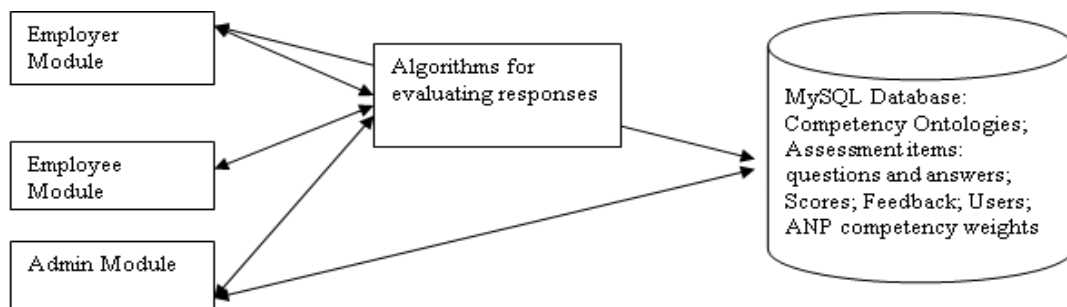 Employer
Module
Algorithms for
evaluating responses
Employee
Module
Admin Module
MySQL Database:
Competency Ontologies;
Assessment items:
questions and answers;
Scores; Feedback; Users;
ANP competency weights